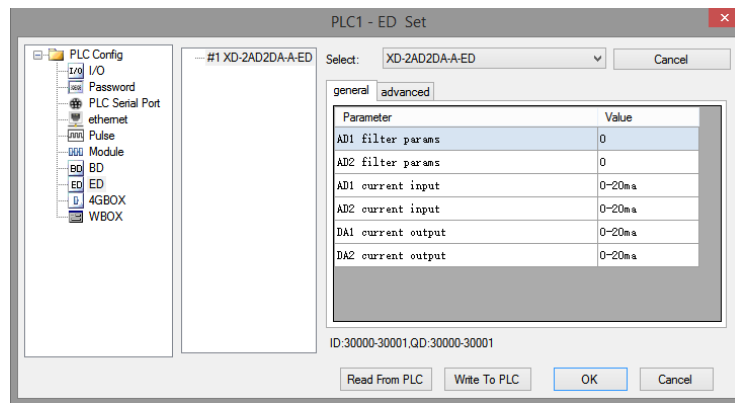 PLC1 - ED Set
PLC Config
I/O
Password
PLC Serial Port
ethernet
Pulse
Module
BD BD
ED ED
4GBOX
WBOX
#1 XD-2AD2DA-A-ED
Select: XD-2AD2DA-A-ED Cancel
general advanced
Parameter Value
AD1 filter params 0
AD2 filter params 0
AD1 current input 0-20ma
AD2 current input 0-20ma
DA1 current output 0-20ma
DA2 current output 0-20ma
ID:30000-30001,QD:30000-30001
Read From PLC Write To PLC OK Cancel